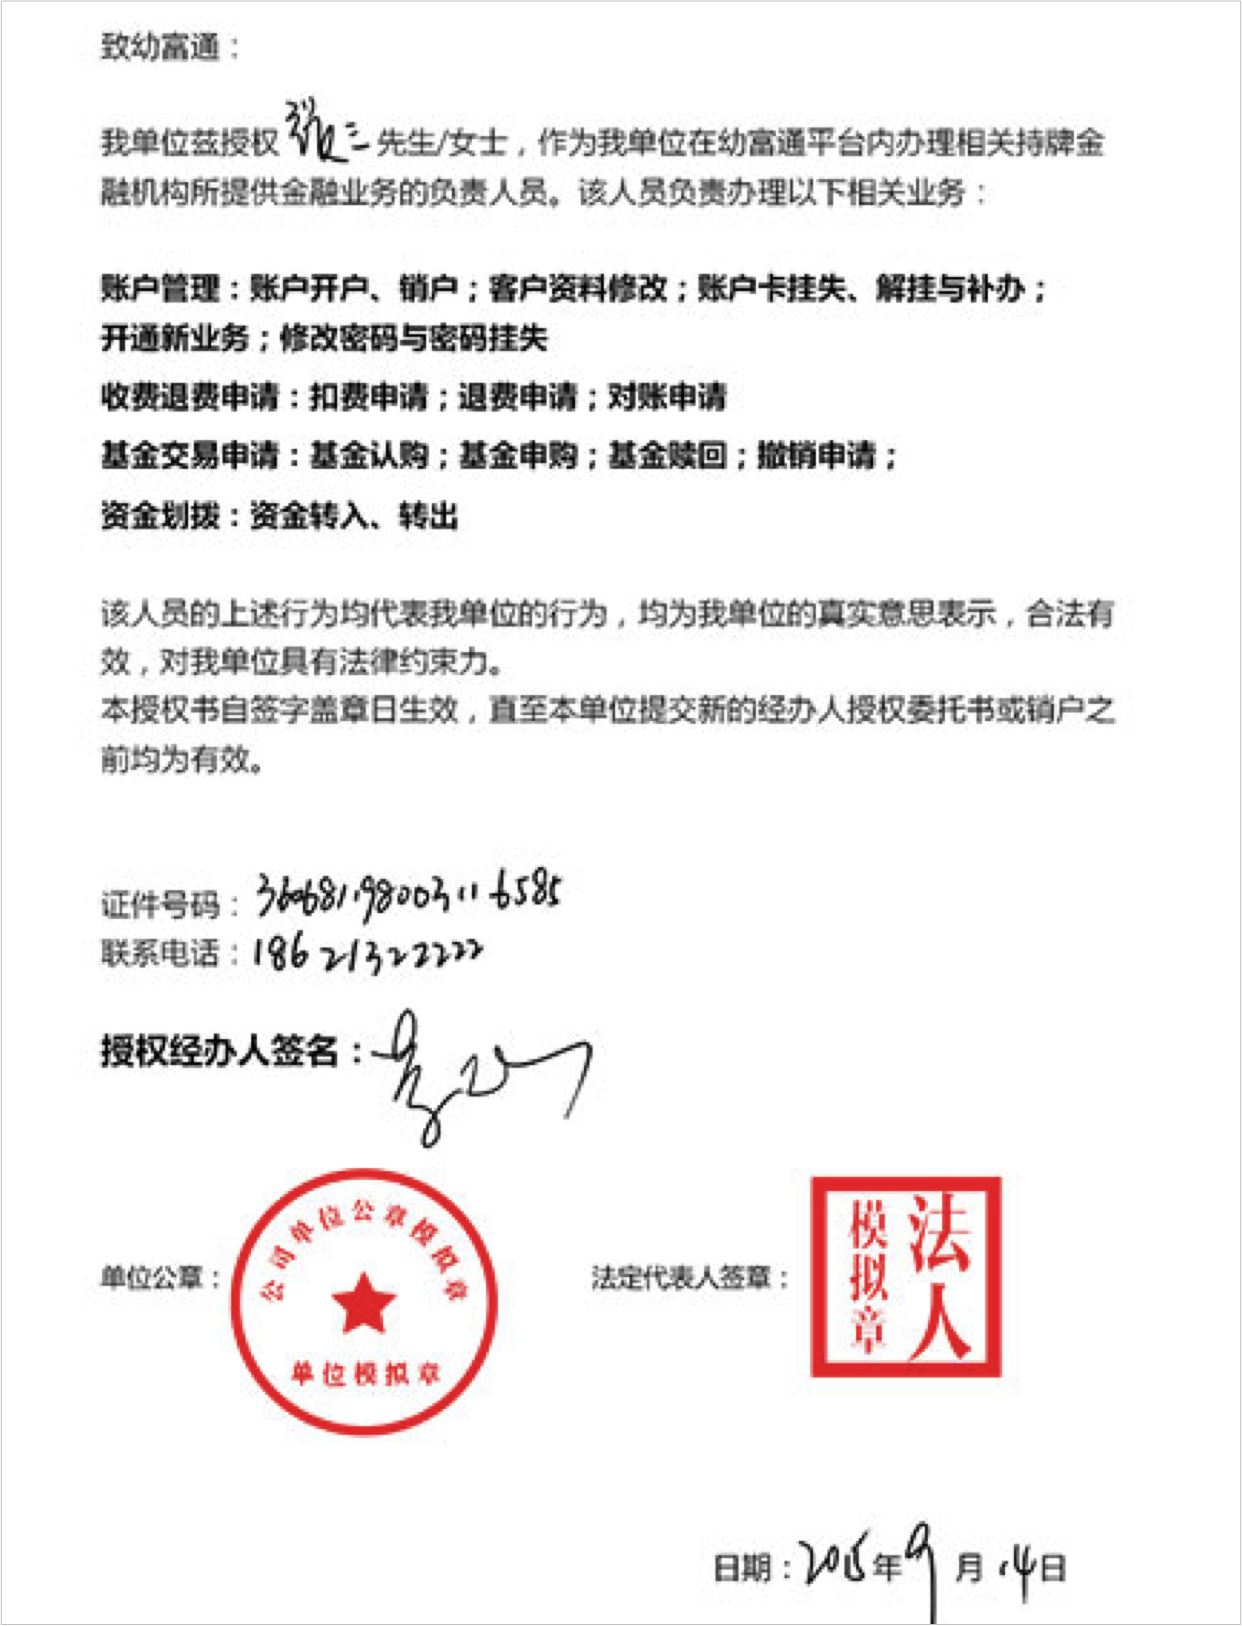 致幼富通：
我单位兹授权 张三 先生/女士，作为我单位在幼富通平台内办理相关持牌金
融机构所提供金融业务的负责人员。该人员负责办理以下相关业务：
账户管理：账户开户、销户；客户资料修改；账户卡挂失、解挂与补办；
开通新业务；修改密码与密码挂失
收费退费申请：扣费申请；退费申请；对账申请
基金交易申请：基金认购；基金申购；基金赎回；撤销申请；
资金划拨：资金转入、转出
该人员的上述行为均代表我单位的行为，均为我单位的真实意思表示，合法有
效，对我单位具有法律约束力。
本授权书自签字盖章日生效，直至本单位提交新的经办人授权委托书或销户之
前均为有效。
证件号码：360681198003116585
联系电话：18621322222
授权经办人签名：
单位公章：
公司单位公章模拟章
单位模拟章
法定代表人签章：
法人
模拟章
日期：2015年9月14日